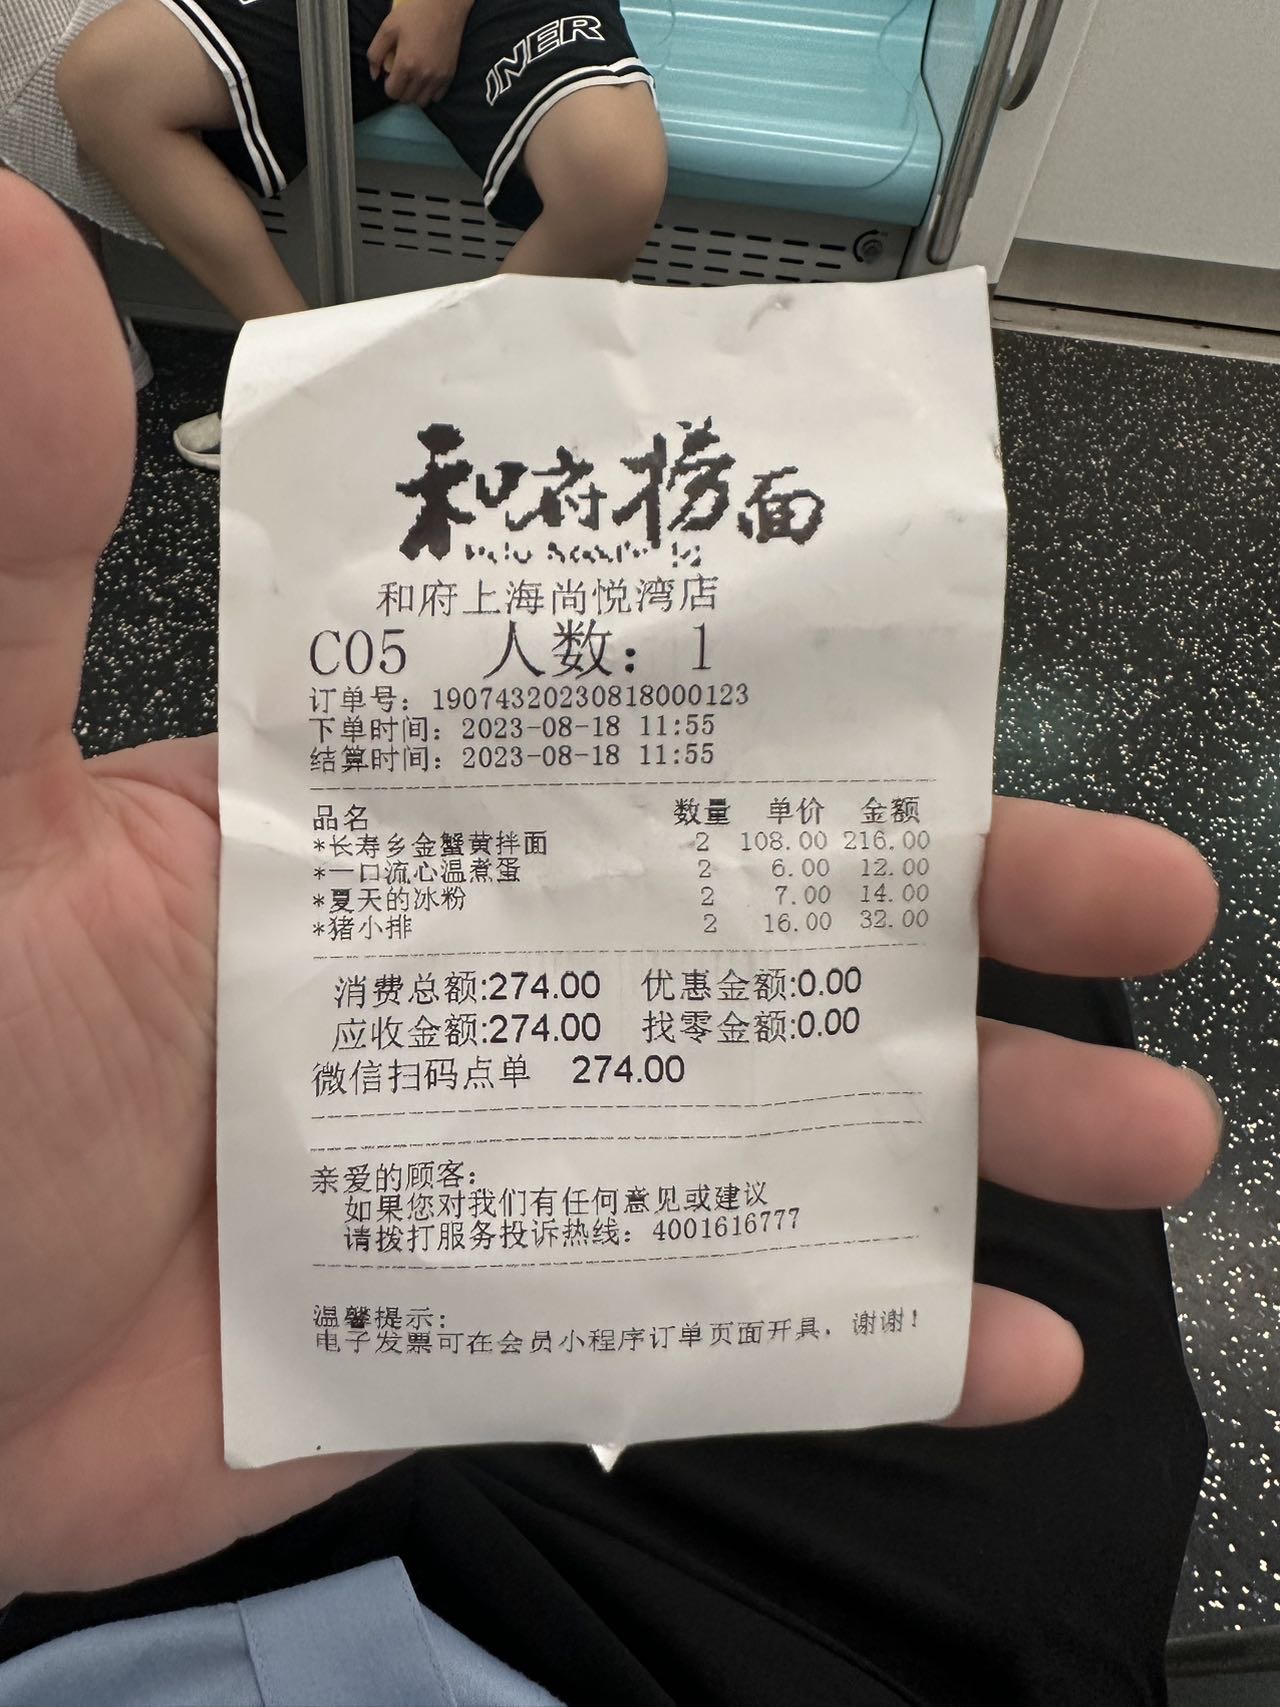 INER
和府捞面
和府上海尚悦湾店
C05 人数：1
订单号：19074320230818000123
下单时间：2023-08-18 11:55
结算时间：2023-08-18 11:55
品名 数量 单价 金额
*长寿乡金蟹黄拌面 2 108.00 216.00
*一口流心温煮蛋 2 6.00 12.00
*夏天的冰粉 2 7.00 14.00
*猪小排 2 16.00 32.00
消费总额:274.00 优惠金额:0.00
应收金额:274.00 找零金额:0.00
微信扫码点单 274.00
亲爱的顾客：
如果您对我们有任何意见或建议
请拨打服务投诉热线：4001616777
温馨提示：
电子发票可在会员小程序订单页面开具，谢谢！